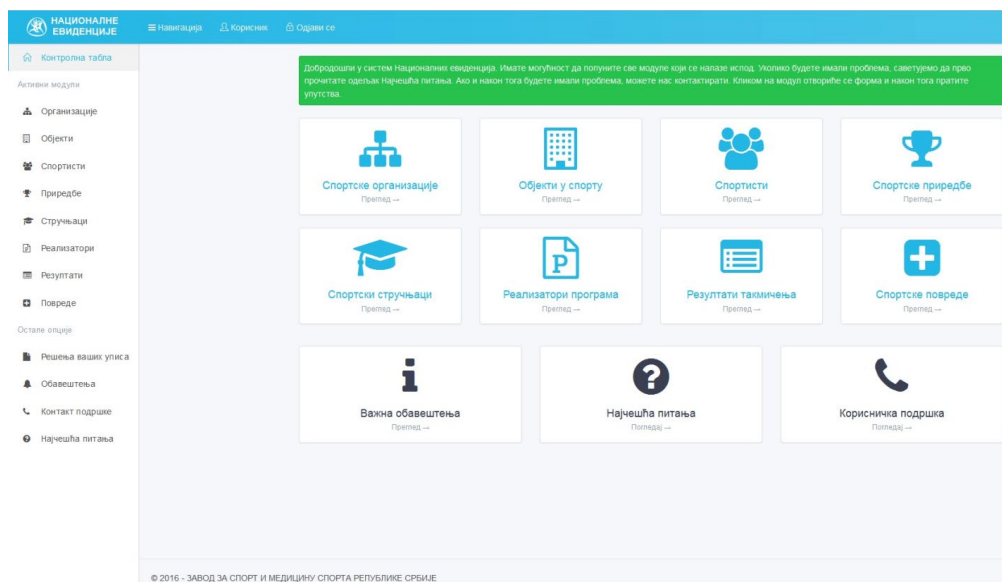 НАЦИОНАЛНЕ
ЕВИДЕНЦИЈЕ
Навигација
Корисник
Одјави се
Контролна табла
Активни модули
Организације
Објекти
Спортисти
Приредбе
Стручњаци
Реализатори
Резултати
Повреде
Остале опције
Решења ваших уписа
Обавештења
Контакт подршке
Најчешћа питања
Добродошли у систем Националних евиденција. Имате могућност да попуните све модуле који се налазе испод. Уколико будете имали проблема, саветујемо да прво
прочитате одељак Најчешћа питања. Ако и након тога будете имали проблема, можете нас контактирати. Кликом на модул отвориће се форма и након тога пратите
упутства.
Спортске организације
Преглед →
Објекти у спорту
Преглед →
Спортисти
Преглед →
Спортске приредбе
Преглед →
Спортски стручњаци
Преглед →
Реализатори програма
Преглед →
Резултати такмичења
Преглед →
Спортске повреде
Преглед →
Важна обавештења
Преглед →
Најчешћа питања
Погледај →
Корисничка подршка
Погледај →
© 2016 - ЗАВОД ЗА СПОРТ И МЕДИЦИНУ СПОРТА РЕПУБЛИКЕ СРБИЈЕ